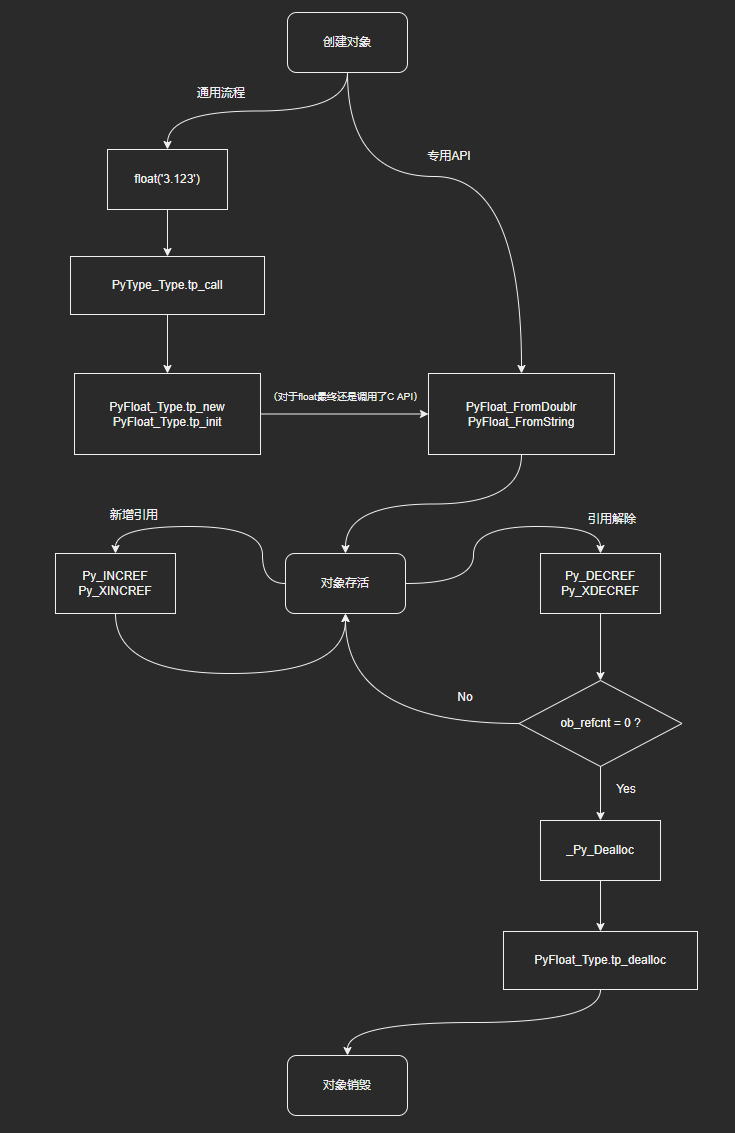 创建对象
通用流程
专用API
float('3.123')
PyType_Type.tp_call
PyFloat_Type.tp_new
PyFloat_Type.tp_init
（对于float最终还是调用了C API）
PyFloat_FromDoublr
PyFloat_FromString
新增引用
引用解除
Py_INCREF
Py_XINCREF
对象存活
Py_DECREF
Py_XDECREF
No
ob_refcnt = 0 ?
Yes
_Py_Dealloc
PyFloat_Type.tp_dealloc
对象销毁